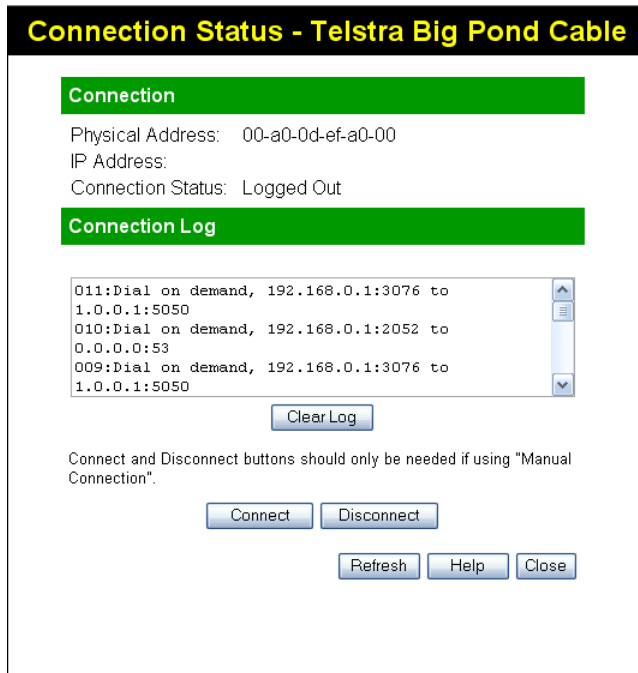 Connection Status - Telstra Big Pond Cable
Connection
Physical Address: 00-a0-0d-ef-a0-00
IP Address:
Connection Status: Logged Out
Connection Log
011:Dial on demand, 192.168.0.1:3076 to
1.0.0.1:5050
010:Dial on demand, 192.168.0.1:2052 to
0.0.0.0:53
009:Dial on demand, 192.168.0.1:3076 to
1.0.0.1:5050
Clear Log
Connect and Disconnect buttons should only be needed if using "Manual
Connection".
Connect Disconnect
Refresh Help Close